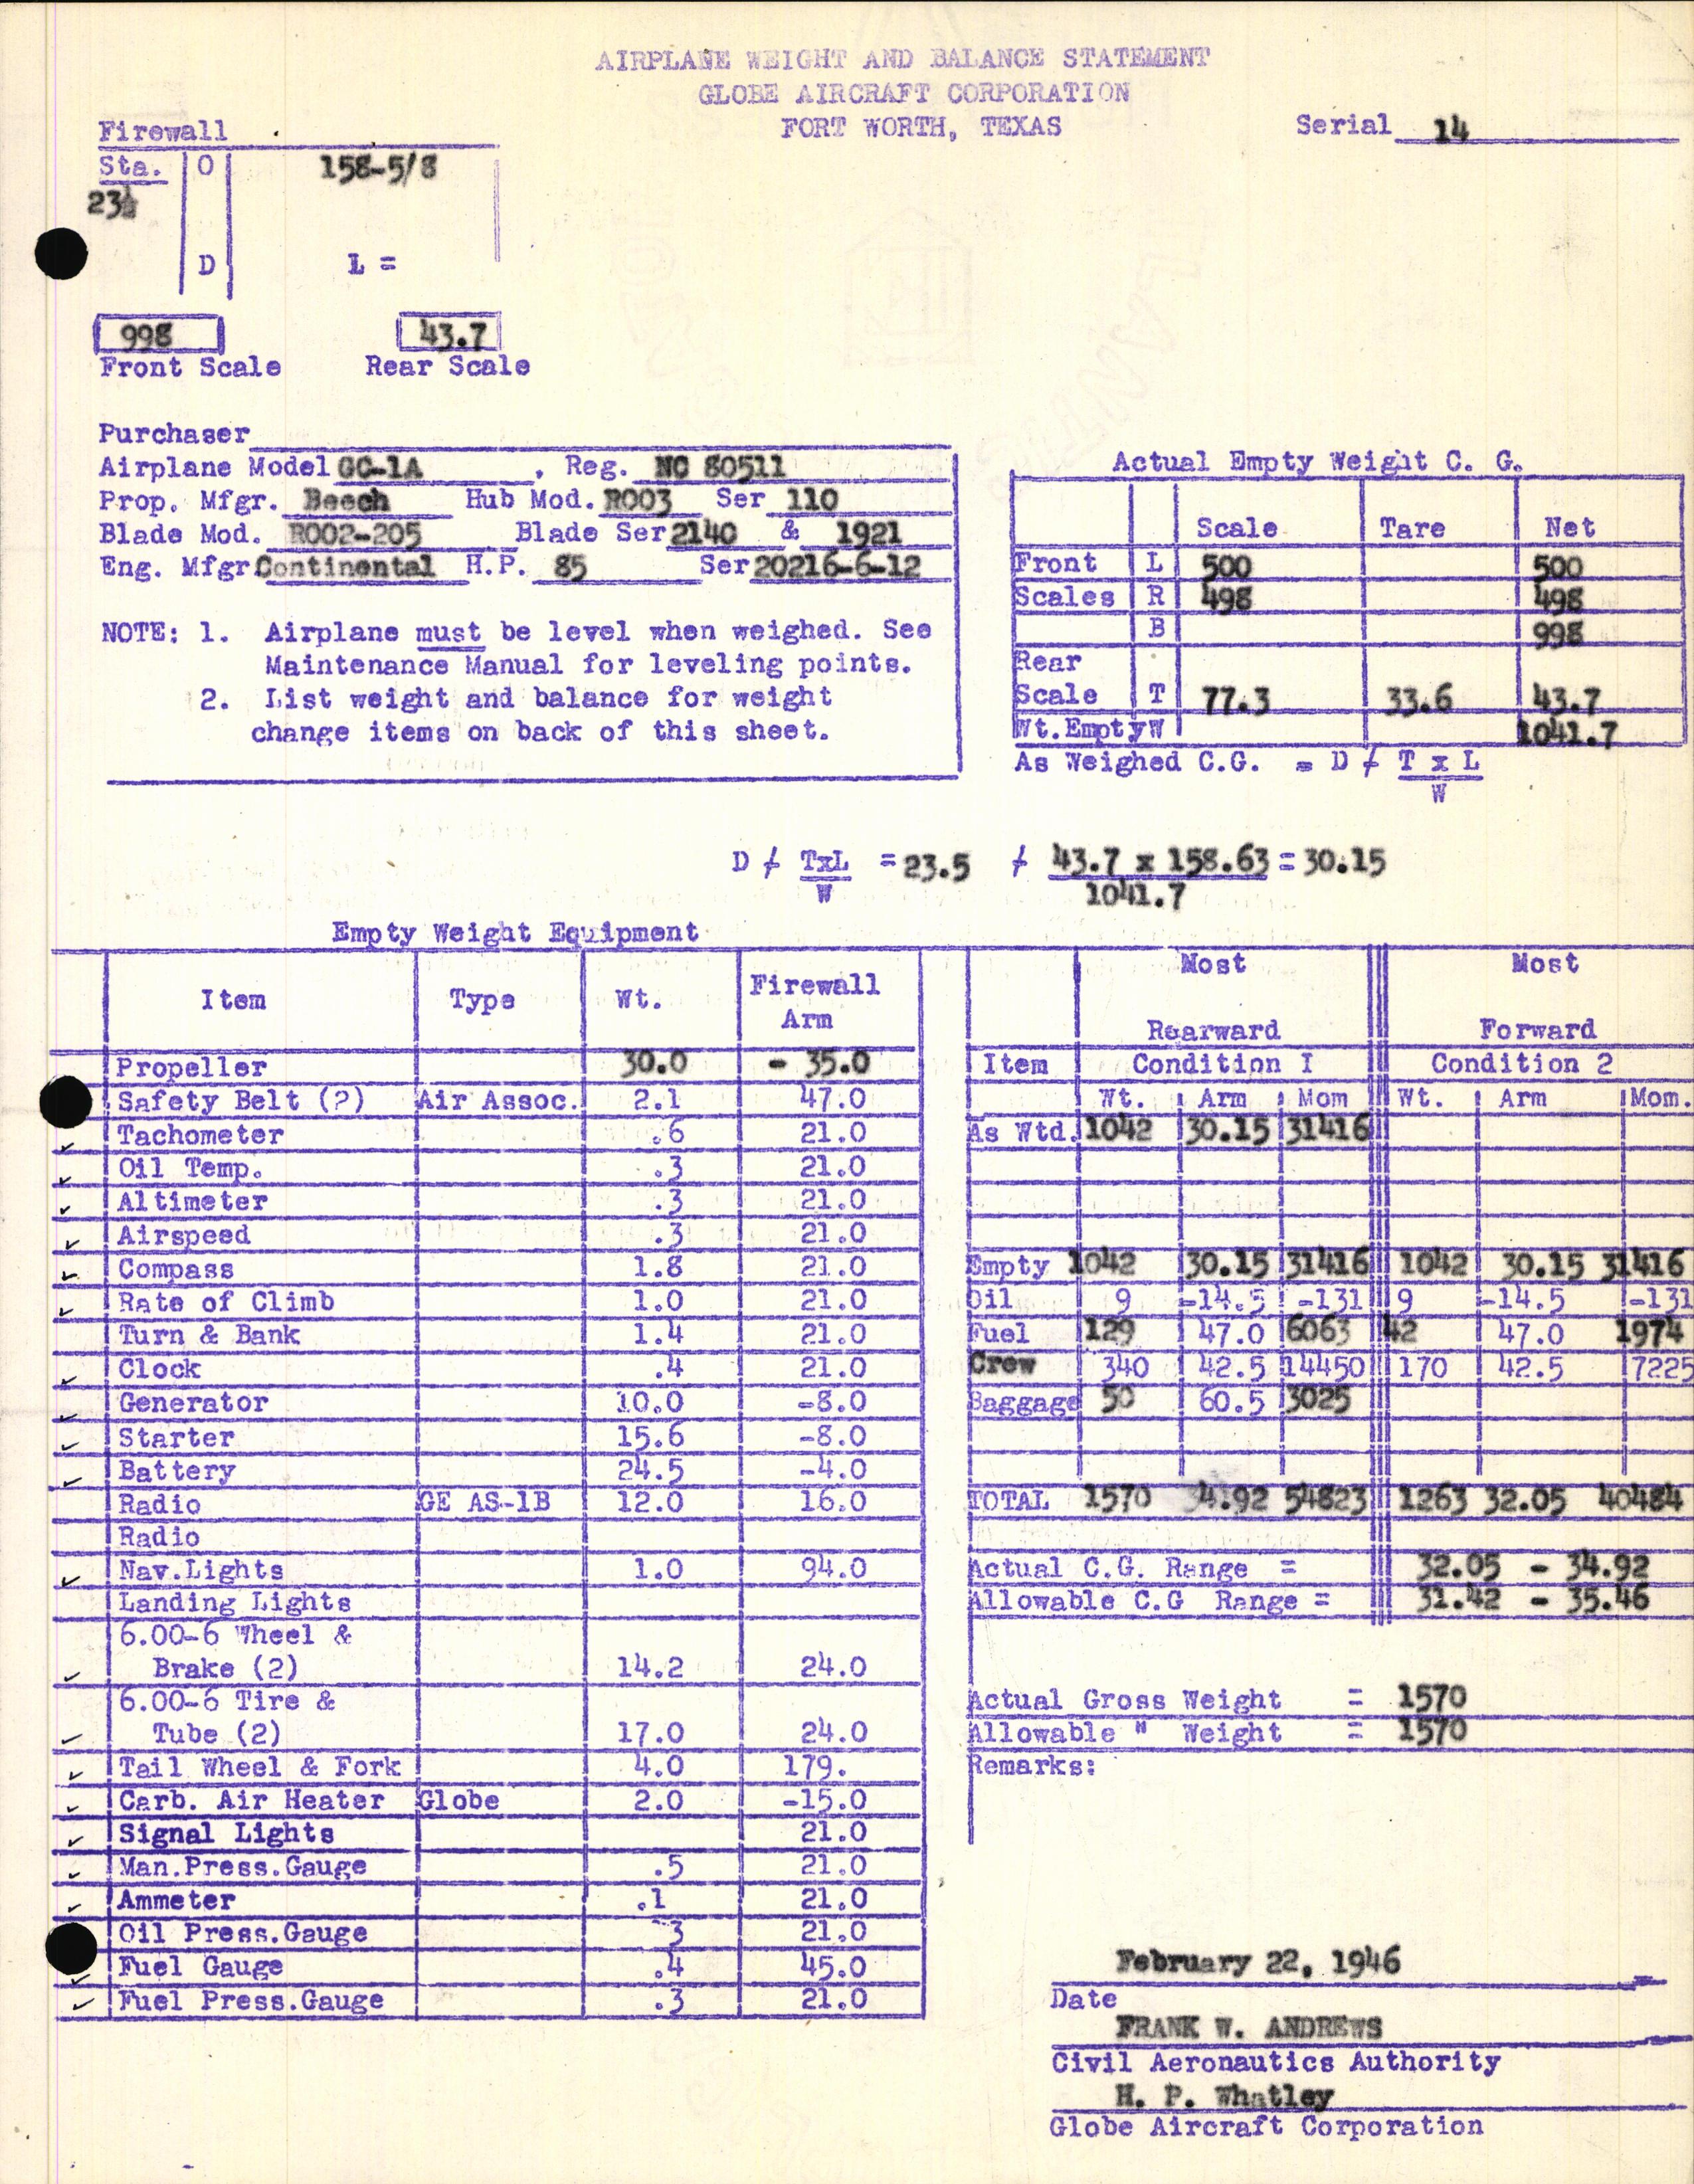 AIRPLANE WEIGHT AND BALANCE STATEMENT
GLOBE AIRCRAFT CORPORATION
FORT WORTH, TEXAS
Serial 14
Firewall
Sta. O 158-5/8
23½
D L =
998 43.7
Front Scale Rear Scale
Purchaser
Airplane Model GC-1A , Reg. NC 80511
Prop. Mfgr. Beech Hub Mod. R003 Ser 110
Blade Mod. R002-205 Blade Ser 2140 & 1921
Eng. Mfgr. Continental H.P. 85 Ser 20216-6-12
NOTE: 1. Airplane must be level when weighed. See
Maintenance Manual for leveling points.
2. List weight and balance for weight
change items on back of this sheet.
Actual Empty Weight C. G.
Scale Tare Net
Front L 500 500
Scales R 498 498
B 998
Rear
Scale T 77.3 33.6 43.7
Wt.Empty W 1041.7
As Weighed C.G. = D ≠ T x L
W
D ≠ TxL = 23.5 ≠ 43.7 x 158.63 = 30.15
W 1041.7
Empty Weight Equipment
Item Type Wt. Firewall
Arm
Propeller 30.0 - 35.0
Safety Belt (2) Air Assoc. 2.1 47.0
✓ Tachometer .6 21.0
✓ Oil Temp. .3 21.0
✓ Altimeter .3 21.0
✓ Airspeed .3 21.0
✓ Compass 1.8 21.0
✓ Rate of Climb 1.0 21.0
Turn & Bank 1.4 21.0
✓ Clock .4 21.0
✓ Generator 10.0 -8.0
✓ Starter 15.6 -8.0
✓ Battery 24.5 -4.0
Radio GE AS-1B 12.0 16.0
Radio
✓ Nav.Lights 1.0 94.0
Landing Lights
6.00-6 Wheel &
✓ Brake (2) 14.2 24.0
6.00-6 Tire &
✓ Tube (2) 17.0 24.0
✓ Tail Wheel & Fork 4.0 179.
✓ Carb. Air Heater Globe 2.0 -15.0
✓ Signal Lights 21.0
✓ Man.Press.Gauge .5 21.0
✓ Ammeter .1 21.0
Oil Press.Gauge .3 21.0
✓ Fuel Gauge .4 45.0
✓ Fuel Press.Gauge .3 21.0
Most Most
Rearward Forward
Item Condition I Condition 2
Wt. Arm Mom Wt. Arm Mom.
As Wtd. 1042 30.15 31416
Empty 1042 30.15 31416 1042 30.15 31416
Oil 9 -14.5 -131 9 -14.5 -131
Fuel 129 47.0 6063 42 47.0 1974
Crew 340 42.5 14450 170 42.5 7225
Baggage 50 60.5 3025
TOTAL 1570 34.92 54823 1263 32.05 40484
Actual C.G. Range = 32.05 - 34.92
Allowable C.G Range = 31.42 - 35.46
Actual Gross Weight = 1570
Allowable " Weight = 1570
Remarks:
February 22, 1946
Date
FRANK W. ANDREWS
Civil Aeronautics Authority
H. P. Whatley
Globe Aircraft Corporation